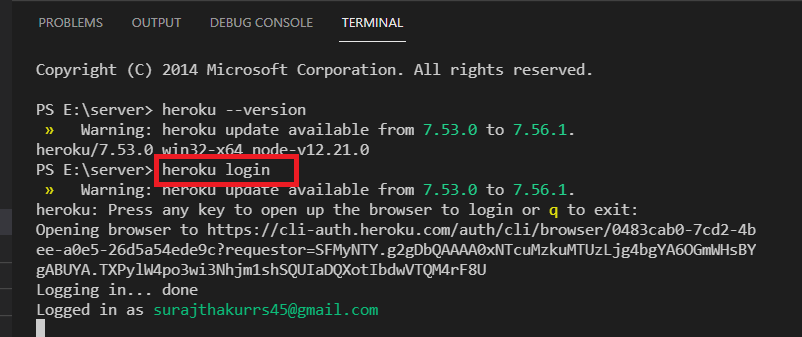 PROBLEMS OUTPUT DEBUG CONSOLE TERMINAL
Copyright (C) 2014 Microsoft Corporation. All rights reserved.
PS E:\server> heroku --version
» Warning: heroku update available from 7.53.0 to 7.56.1.
heroku/7.53.0 win32-x64 node-v12.21.0
PS E:\server> heroku login
» Warning: heroku update available from 7.53.0 to 7.56.1.
heroku: Press any key to open up the browser to login or q to exit:
Opening browser to https://cli-auth.heroku.com/auth/cli/browser/0483cab0-7cd2-4b
ee-a0e5-26d5a54ede9c?requestor=SFMyNTY.g2gDbQAAAA0xNTcuMzkuMTUzLjg4bgYA6OGmWHsBY
gABUYA.TXPylW4po3wi3Nhjm1shSQUIaDQXotIbdwVTQM4rF8U
Logging in... done
Logged in as surajthakurrs45@gmail.com